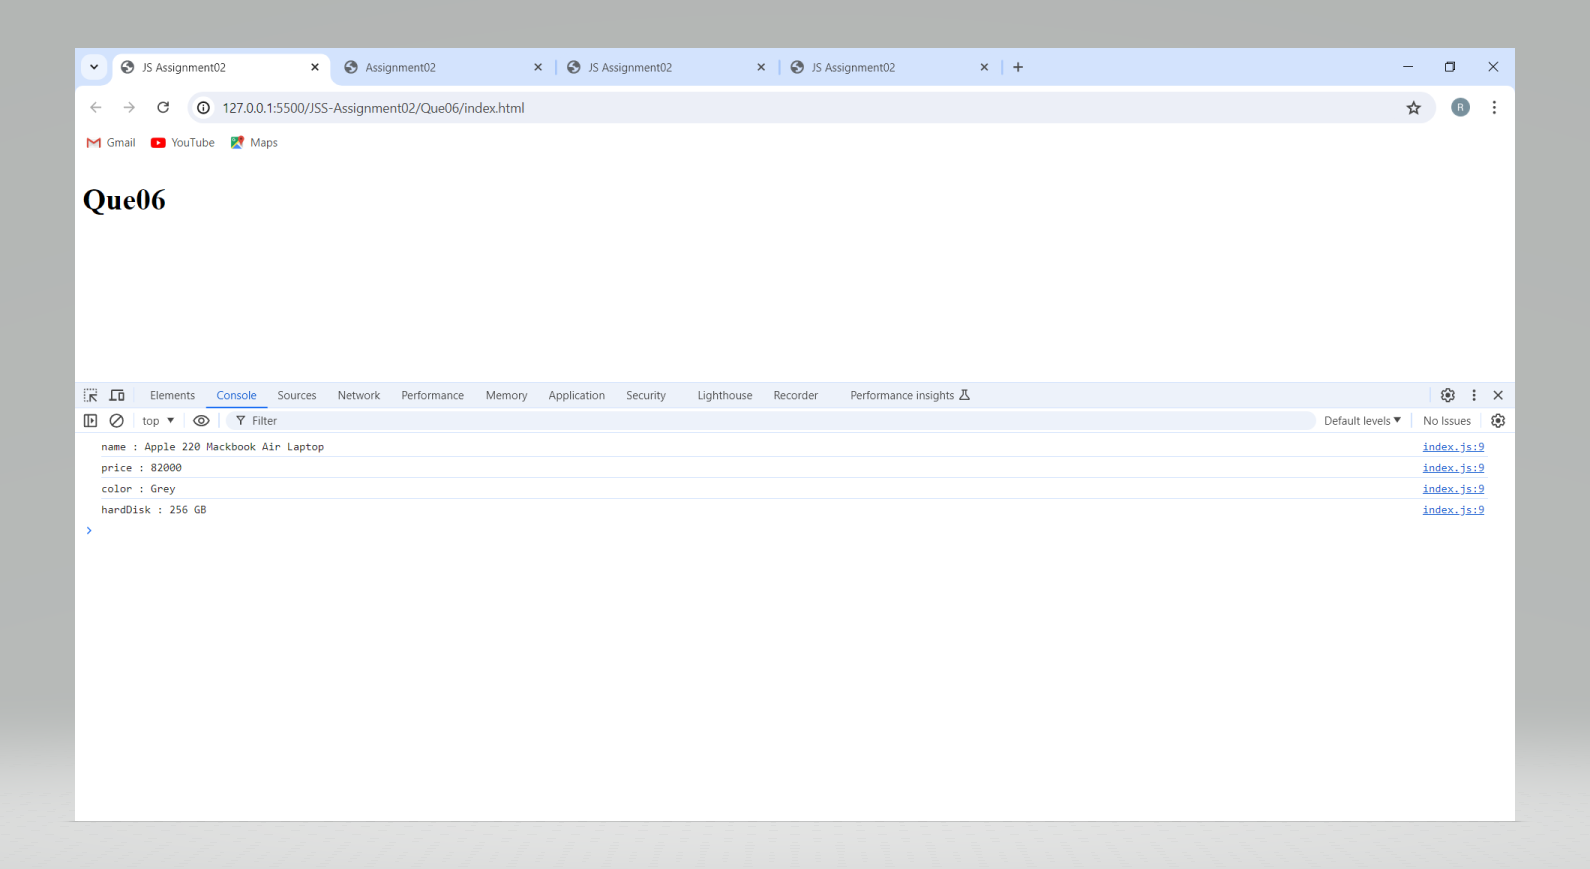 JS Assignment02 Assignment02 JS Assignment02 JS Assignment02
127.0.0.1:5500/JSS-Assignment02/Que06/index.html R
Gmail YouTube Maps
Que06
Elements Console Sources Network Performance Memory Application Security Lighthouse Recorder Performance insights
top Filter Default levels No Issues
name : Apple 220 Mackbook Air Laptop index.js:9
price : 82000 index.js:9
color : Grey index.js:9
hardDisk : 256 GB index.js:9